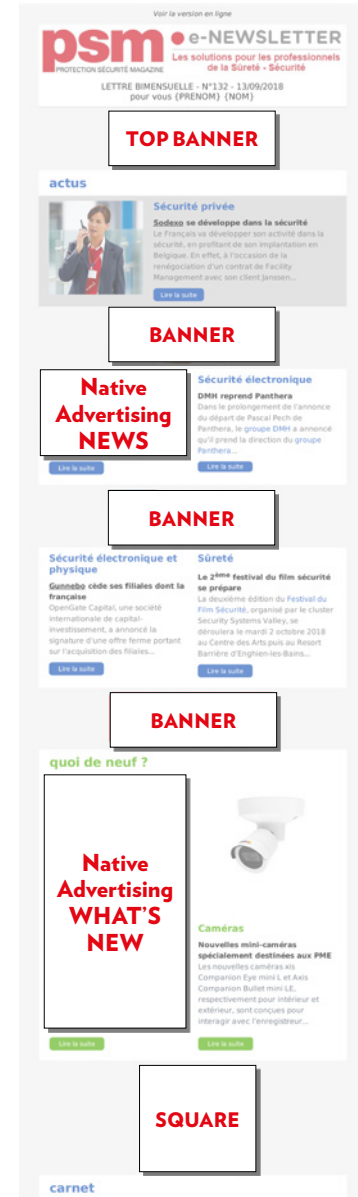 Voir la version en ligne
psm
PROTECTION SÉCURITÉ MAGAZINE
e-NEWSLETTER
Les solutions pour les professionnels
de la Sûreté - Sécurité
LETTRE BIMENSUELLE - N°132 - 13/09/2018
pour vous {PRENOM} {NOM}
TOP BANNER
actus
Sécurité privée
Sodexo se développe dans la sécurité
Le Français va développer son activité dans la
sécurité, en profitant de son implantation en
Belgique. En effet, à l'occasion de la
renégociation d'un contrat de Facility
Management avec son client Janssen...
Lire la suite
BANNER
Native
Advertising
NEWS
Lire la suite
Sécurité électronique
DMH reprend Panthera
Dans le prolongement de l'annonce
du départ de Pascal Pech de
Panthera, le groupe DMH a annoncé
qu'il prend la direction du groupe
Panthera...
Lire la suite
BANNER
Sécurité électronique et
physique
Gunnebo cède ses filiales dont la
française
OpenGate Capital, une société
internationale de capital-
investissement, a annoncé la
signature d'une offre ferme portant
sur l'acquisition des filiales...
Lire la suite
Sûreté
Le 2ème festival du film sécurité
se prépare
La deuxième édition du Festival du
Film Sécurité, organisé par le cluster
Security Systems Valley, se
déroulera le mardi 2 octobre 2018
au Centre des Arts puis au Resort
Barrière d'Enghien-les-Bains...
Lire la suite
BANNER
quoi de neuf ?
Native
Advertising
WHAT'S
NEW
Lire la suite
Caméras
Nouvelles mini-caméras
spécialement destinées aux PME
Les nouvelles caméras xis
Companion Eye mini L et Axis
Companion Bullet mini LE,
respectivement pour intérieur et
extérieur, sont conçues pour
interagir avec l'enregistreur...
Lire la suite
SQUARE
carnet